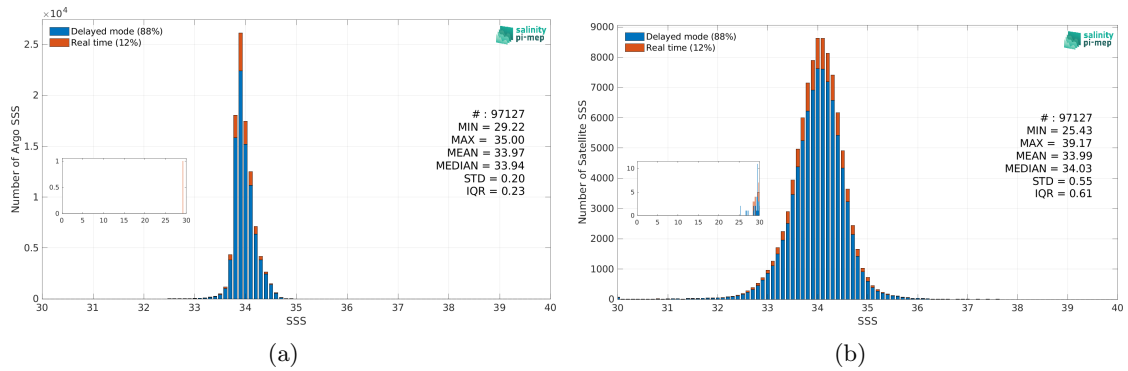 ×10⁴
Delayed mode (88%)
Real time (12%)
salinity
pi-mep
Number of Argo SSS
2.5
2
1.5
1
0.5
0
# : 97127
MIN = 29.22
MAX = 35.00
MEAN = 33.97
MEDIAN = 33.94
STD = 0.20
IQR = 0.23
1
0.5
0
0 5 10 15 20 25 30
30 31 32 33 34 35 36 37 38 39 40
SSS
(a)
Delayed mode (88%)
Real time (12%)
salinity
pi-mep
Number of Satellite SSS
9000
8000
7000
6000
5000
4000
3000
2000
1000
0
# : 97127
MIN = 25.43
MAX = 39.17
MEAN = 33.99
MEDIAN = 34.03
STD = 0.55
IQR = 0.61
10
5
0
0 5 10 15 20 25 30
30 31 32 33 34 35 36 37 38 39 40
SSS
(b)